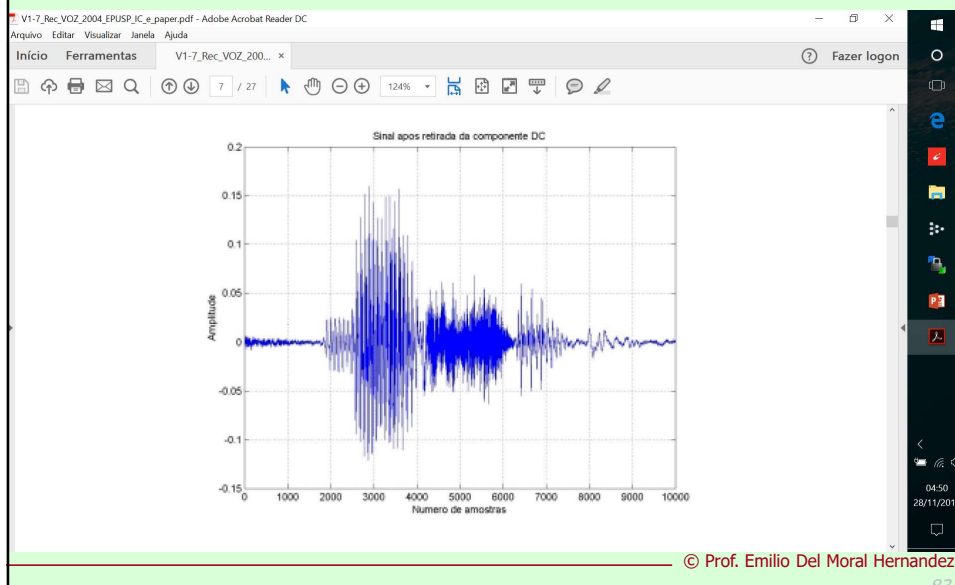 V1-7_Rec_VOZ_2004_EPUSP_IC_e_paper.pdf - Adobe Acrobat Reader DC
Arquivo Editar Visualizar Janela Ajuda
Início Ferramentas V1-7_Rec_VOZ_200... × ? Fazer logon
7 / 27 124%
Sinal apos retirada da componente DC
0.2
0.15
0.1
0.05
0
-0.05
-0.1
-0.15
Amplitude
0 1000 2000 3000 4000 5000 6000 7000 8000 9000 10000
Numero de amostras
04:50
28/11/201
© Prof. Emilio Del Moral Hernandez